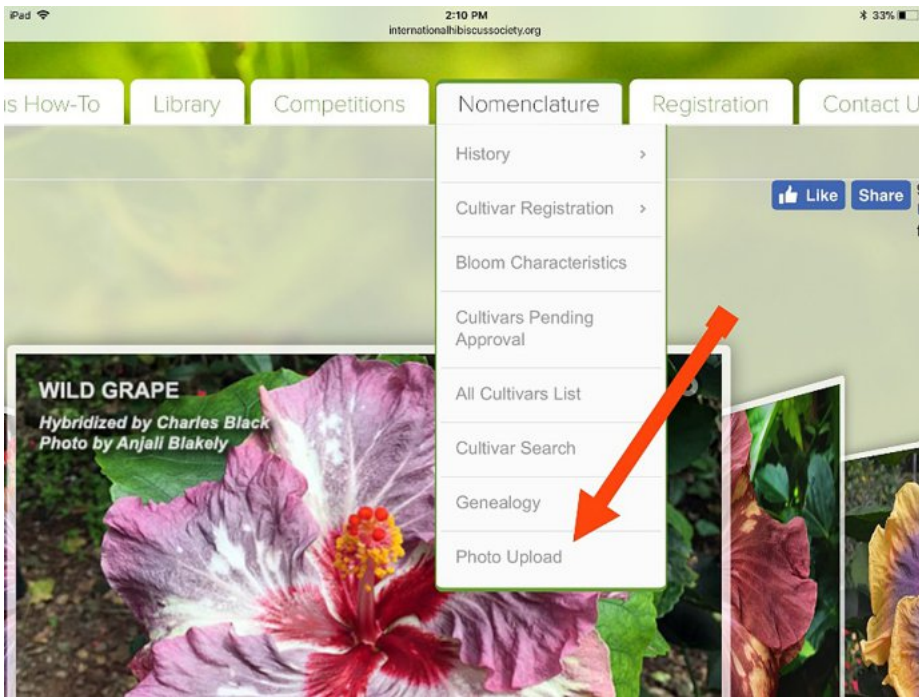 iPad
2:10 PM
33%
internationalhibiscussociety.org
s How-To
Library
Competitions
Nomenclature
Registration
Contact U
History
Cultivar Registration
Like
Share
Bloom Characteristics
Cultivars Pending
Approval
WILD GRAPE
Hybridized by Charles Black
Photo by Anjali Blakely
All Cultivars List
Cultivar Search
Genealogy
Photo Upload